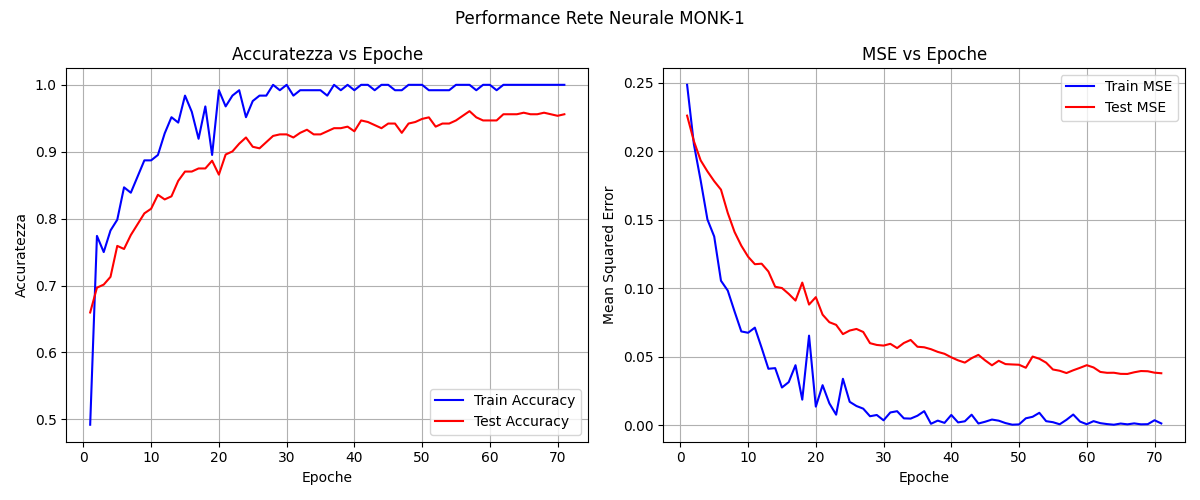 Performance Rete Neurale MONK-1
Accuratezza vs Epoche
Accuratezza
1.0
0.9
0.8
0.7
0.6
0.5
0
10
20
30
40
50
60
70
Epoche
Train Accuracy
Test Accuracy
MSE vs Epoche
Mean Squared Error
0.25
0.20
0.15
0.10
0.05
0.00
0
10
20
30
40
50
60
70
Epoche
Train MSE
Test MSE